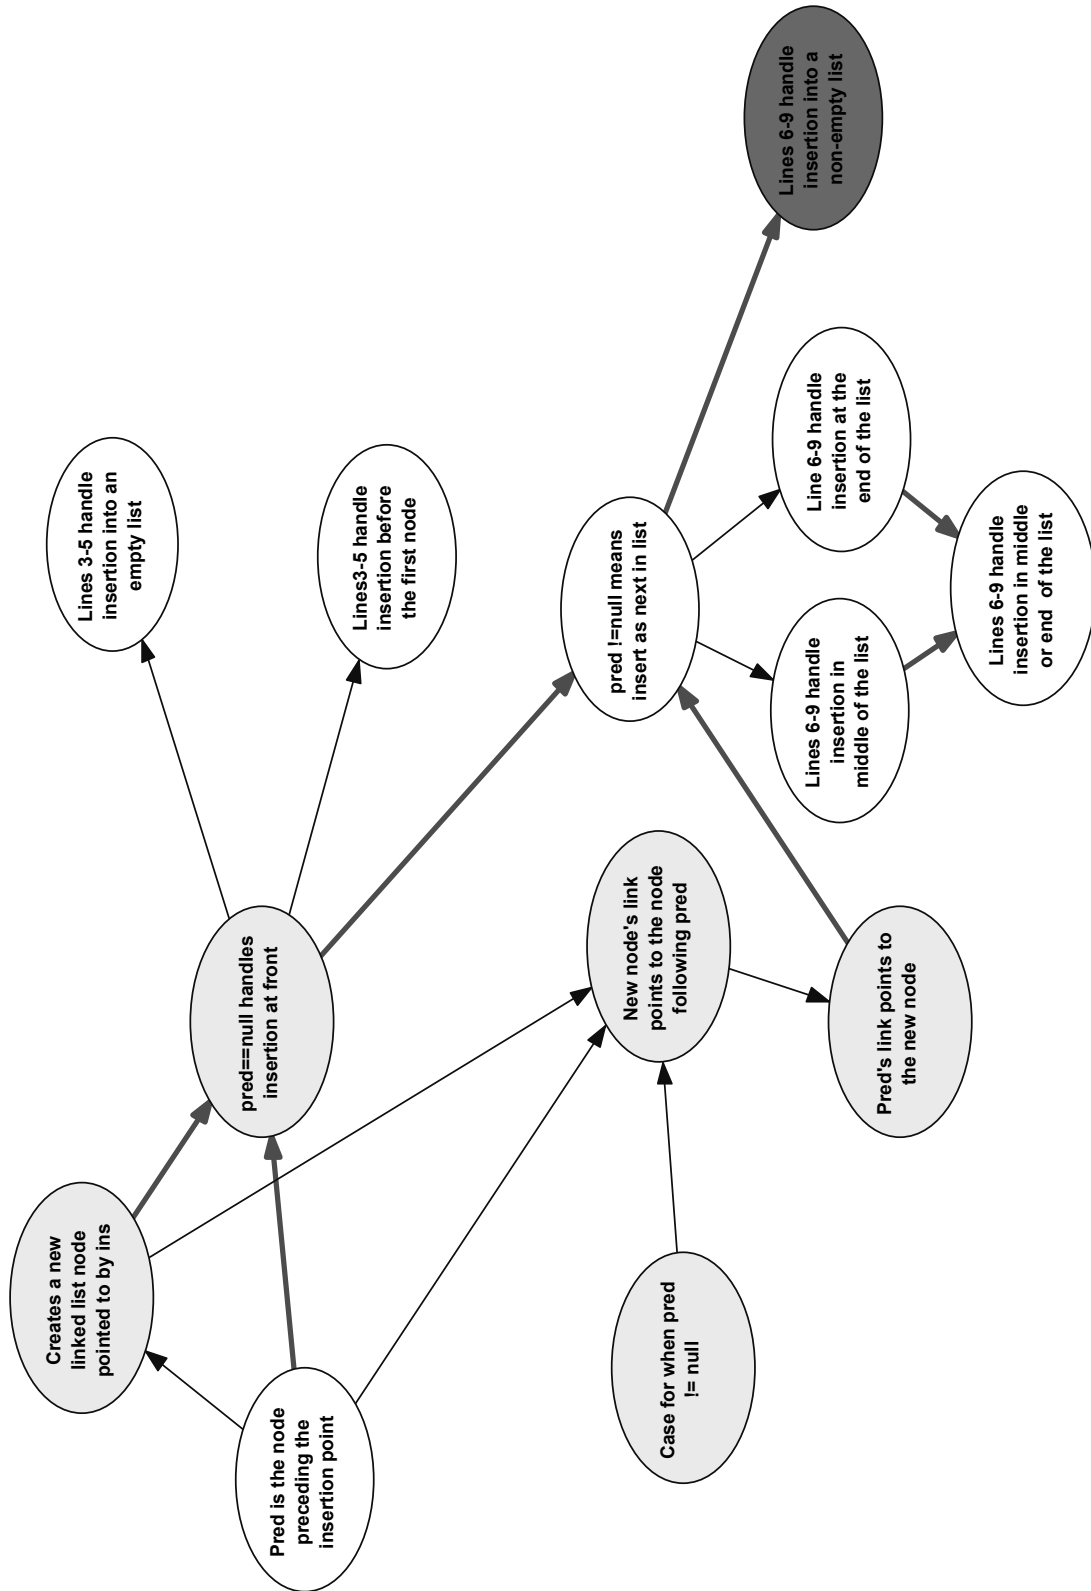 Pred is the node
preceding the
insertion point
Creates a new
linked list node
pointed to by ins
Case for when pred
!= null
pred==null handles
insertion at front
New node's link
points to the node
following pred
Pred's link points to
the new node
Lines 3-5 handle
insertion into an
empty list
Lines3-5 handle
insertion before
the first node
pred !=null means
insert as next in list
Lines 6-9 handle
insertion in
middle of the list
Line 6-9 handle
insertion at the
end of the list
Lines 6-9 handle
insertion in middle
or end of the list
Lines 6-9 handle
insertion into a
non-empty list